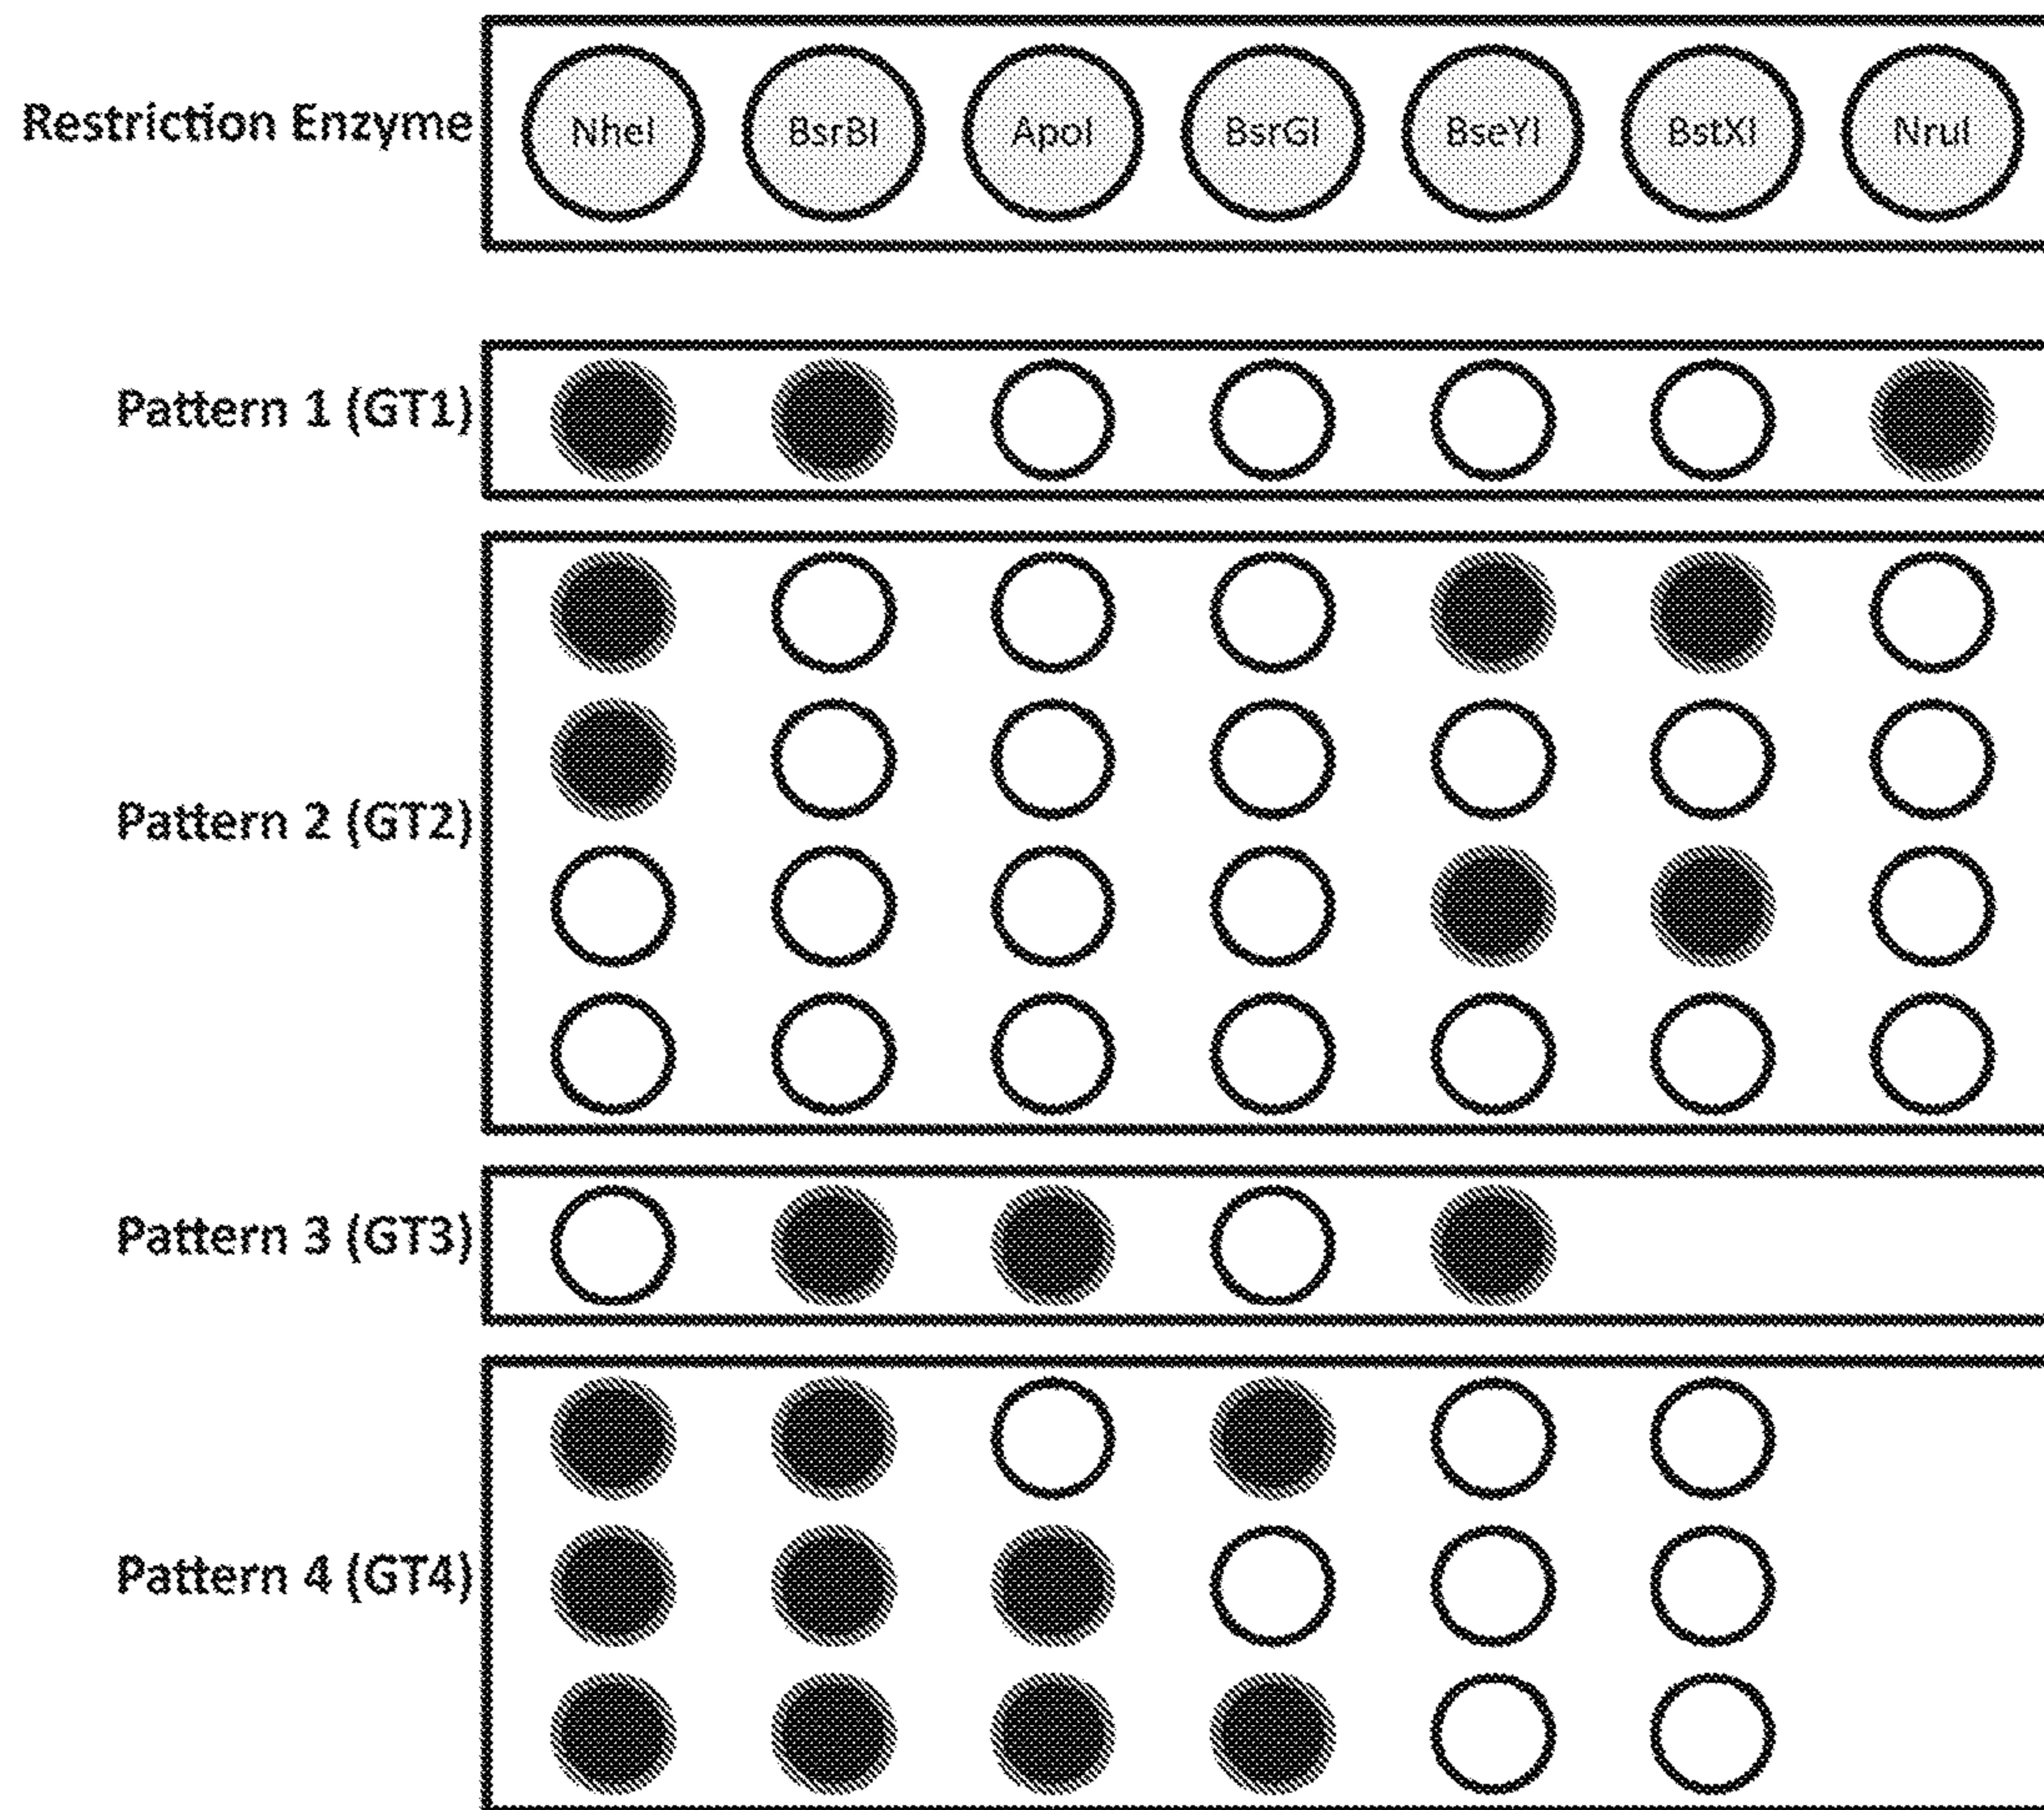 Restriction Enzyme
NheI BsrBI ApoI BsrGI BseYI BstXI NruI
Pattern 1 (GT1)
Pattern 2 (GT2)
Pattern 3 (GT3)
Pattern 4 (GT4)